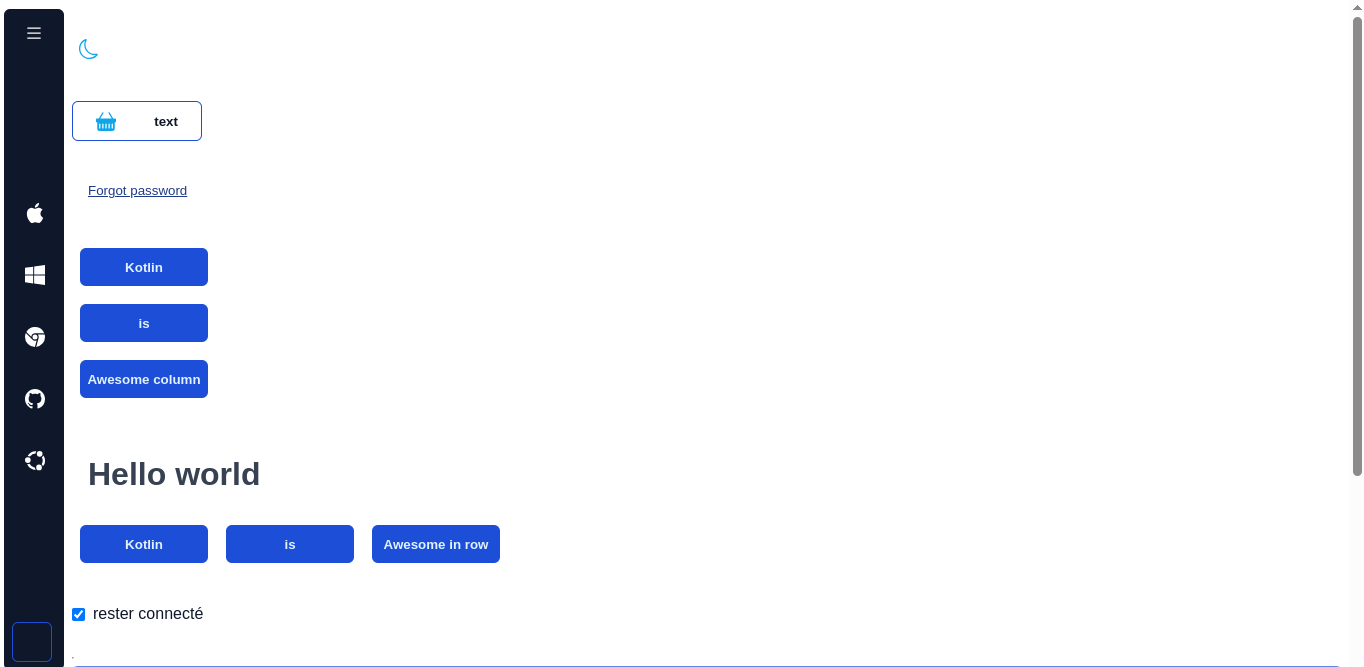 text
Forgot password
Kotlin
is
Awesome column
Hello world
Kotlin is Awesome in row
rester connecté